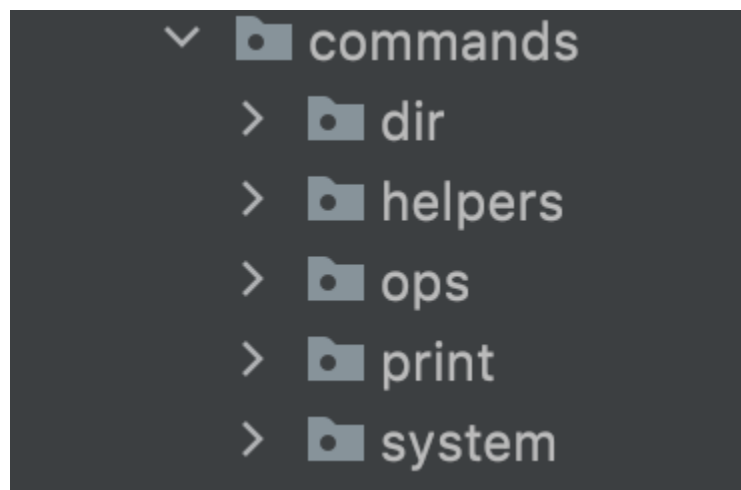 commands
dir
helpers
ops
print
system